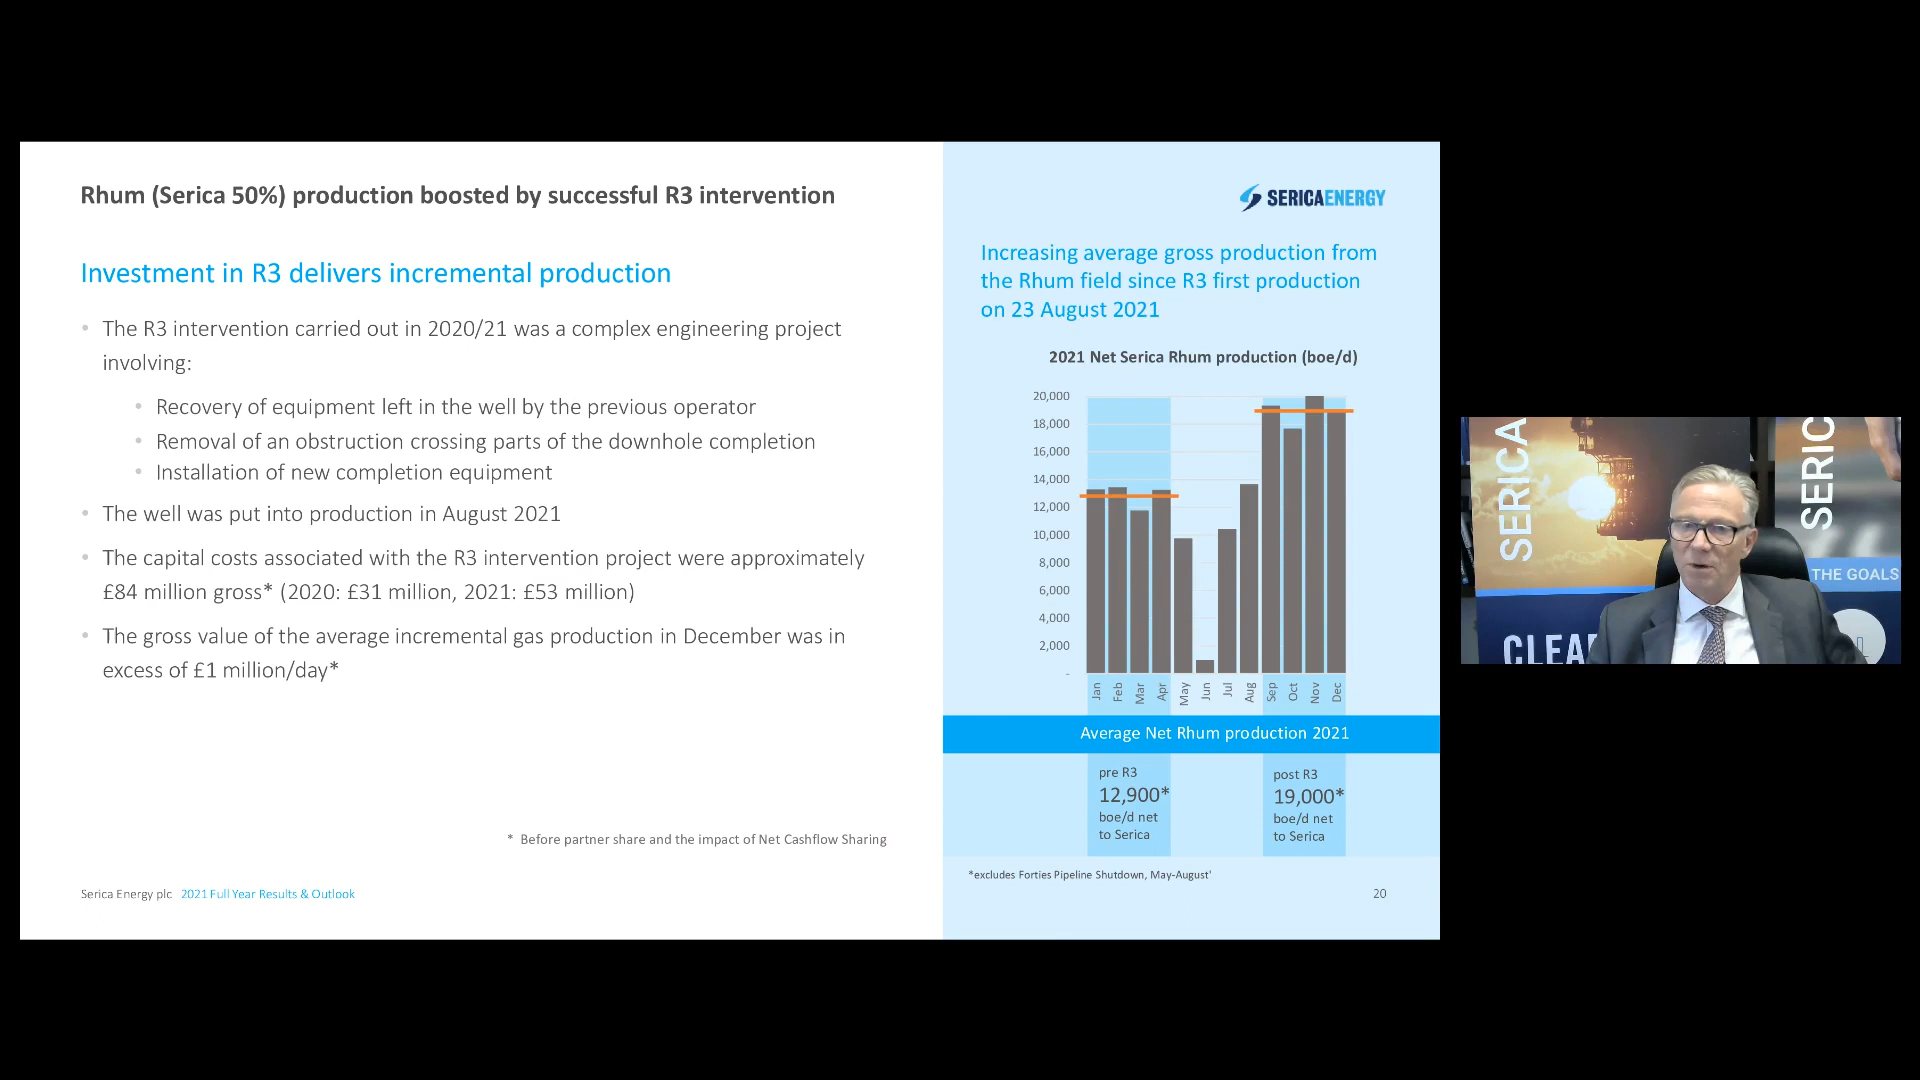 Rhum (Serica 50%) production boosted by successful R3 intervention
Investment in R3 delivers incremental production
• The R3 intervention carried out in 2020/21 was a complex engineering project
involving:
• Recovery of equipment left in the well by the previous operator
• Removal of an obstruction crossing parts of the downhole completion
• Installation of new completion equipment
• The well was put into production in August 2021
• The capital costs associated with the R3 intervention project were approximately
£84 million gross* (2020: £31 million, 2021: £53 million)
• The gross value of the average incremental gas production in December was in
excess of £1 million/day*
* Before partner share and the impact of Net Cashflow Sharing
Serica Energy plc 2021 Full Year Results & Outlook
SERICAENERGY
Increasing average gross production from
the Rhum field since R3 first production
on 23 August 2021
2021 Net Serica Rhum production (boe/d)
20,000
18,000
16,000
14,000
12,000
10,000
8,000
6,000
4,000
2,000
-
Jan Feb Mar Apr May Jun Jul Aug Sep Oct Nov Dec
Average Net Rhum production 2021
pre R3
12,900*
boe/d net
to Serica
post R3
19,000*
boe/d net
to Serica
*excludes Forties Pipeline Shutdown, May-August'
20
SERICA
SERIC
THE GOALS
CLEA